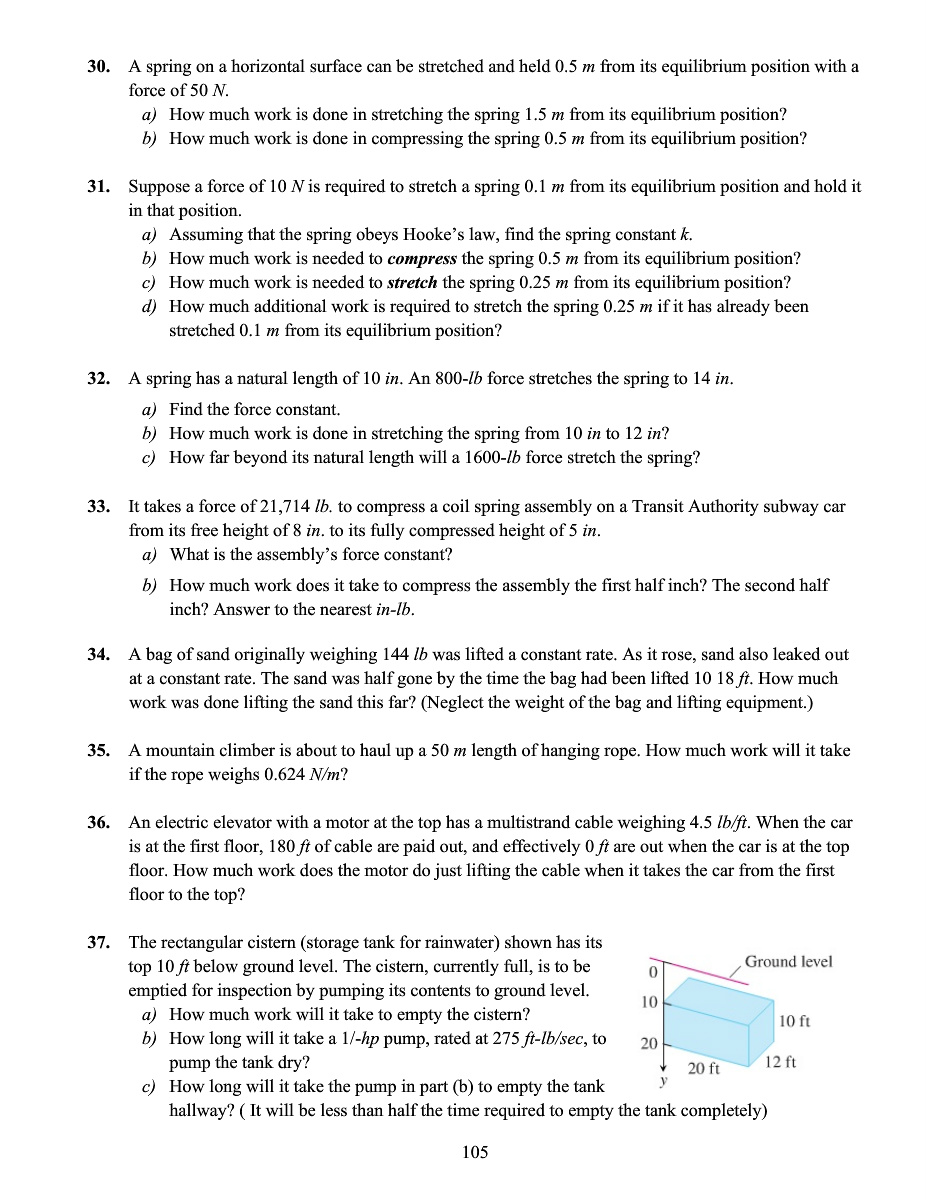 30. A spring on a horizontal surface can be stretched and held 0.5 m from its equilibrium position with a
force of 50 N.
a) How much work is done in stretching the spring 1.5 m from its equilibrium position?
b) How much work is done in compressing the spring 0.5 m from its equilibrium position?
31. Suppose a force of 10 N is required to stretch a spring 0.1 m from its equilibrium position and hold it
in that position.
a) Assuming that the spring obeys Hooke’s law, find the spring constant k.
b) How much work is needed to compress the spring 0.5 m from its equilibrium position?
c) How much work is needed to stretch the spring 0.25 m from its equilibrium position?
d) How much additional work is required to stretch the spring 0.25 m if it has already been
stretched 0.1 m from its equilibrium position?
32. A spring has a natural length of 10 in. An 800-lb force stretches the spring to 14 in.
a) Find the force constant.
b) How much work is done in stretching the spring from 10 in to 12 in?
c) How far beyond its natural length will a 1600-lb force stretch the spring?
33. It takes a force of 21,714 lb. to compress a coil spring assembly on a Transit Authority subway car
from its free height of 8 in. to its fully compressed height of 5 in.
a) What is the assembly’s force constant?
b) How much work does it take to compress the assembly the first half inch? The second half
inch? Answer to the nearest in-lb.
34. A bag of sand originally weighing 144 lb was lifted a constant rate. As it rose, sand also leaked out
at a constant rate. The sand was half gone by the time the bag had been lifted 10 18 ft. How much
work was done lifting the sand this far? (Neglect the weight of the bag and lifting equipment.)
35. A mountain climber is about to haul up a 50 m length of hanging rope. How much work will it take
if the rope weighs 0.624 N/m?
36. An electric elevator with a motor at the top has a multistrand cable weighing 4.5 lb/ft. When the car
is at the first floor, 180 ft of cable are paid out, and effectively 0 ft are out when the car is at the top
floor. How much work does the motor do just lifting the cable when it takes the car from the first
floor to the top?
37. The rectangular cistern (storage tank for rainwater) shown has its
top 10 ft below ground level. The cistern, currently full, is to be
emptied for inspection by pumping its contents to ground level.
a) How much work will it take to empty the cistern?
b) How long will it take a 1/-hp pump, rated at 275 ft-lb/sec, to
pump the tank dry?
c) How long will it take the pump in part (b) to empty the tank
hallway? ( It will be less than half the time required to empty the tank completely)
Ground level
0
10
10 ft
20
12 ft
20 ft
y
105